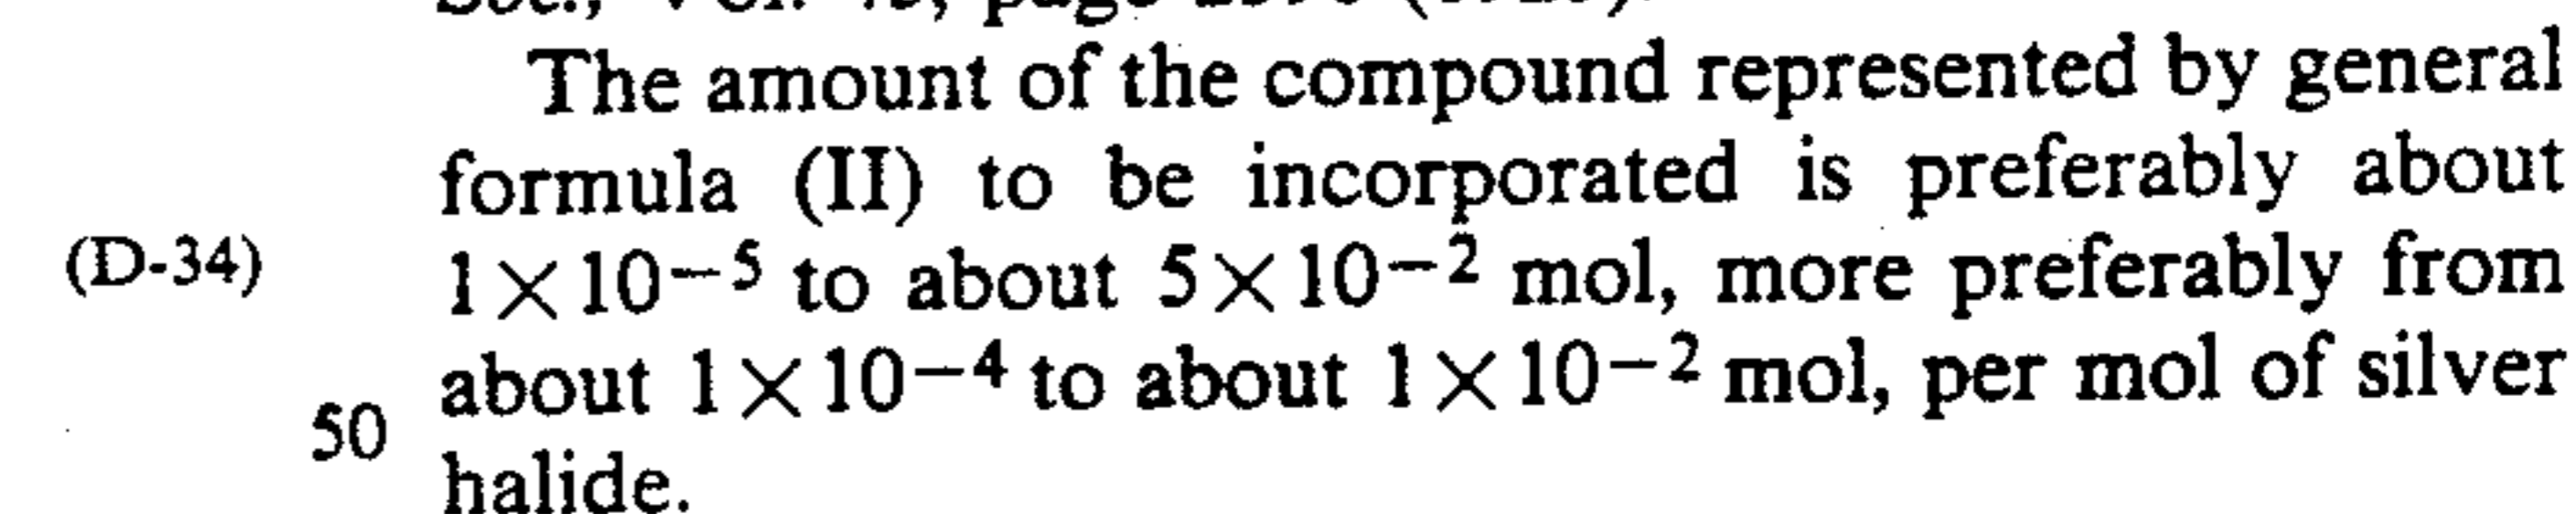 The amount of the compound represented by general
formula (II) to be incorporated is preferably about
(D-34)
1×10⁻⁵ to about 5×10⁻² mol, more preferably from
about 1×10⁻⁴ to about 1×10⁻² mol, per mol of silver
50
halide.